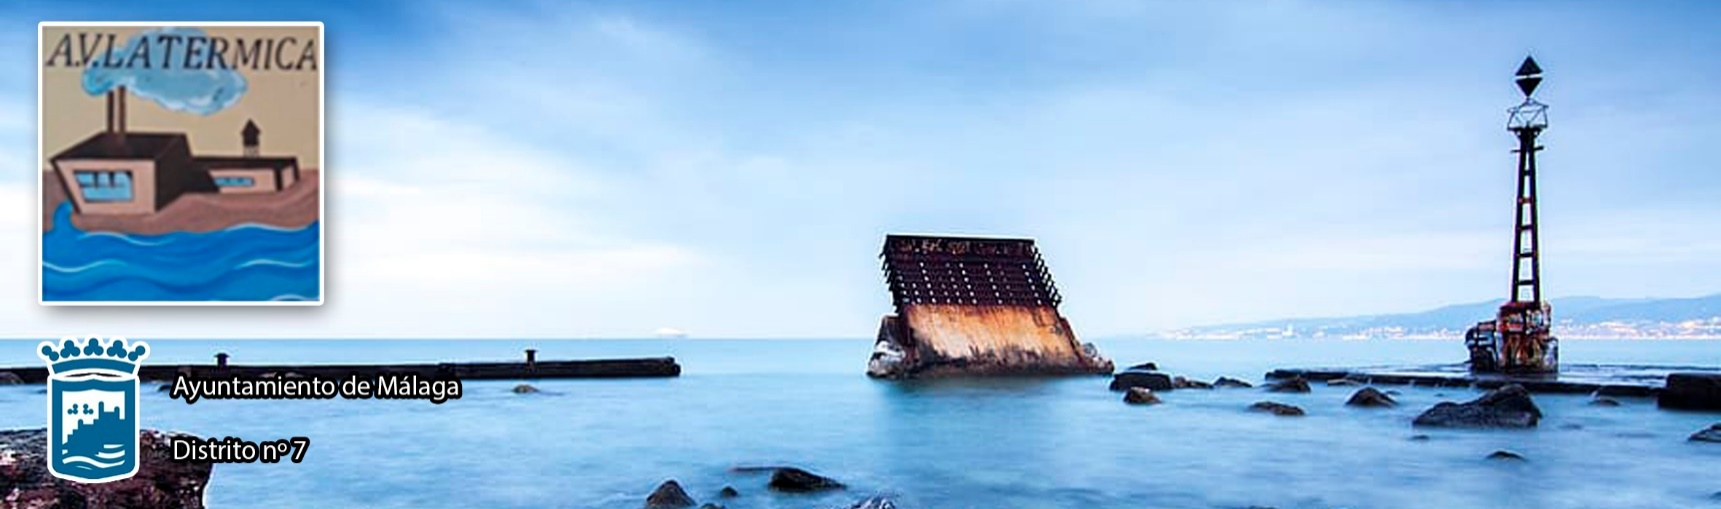 A.V.LATERMICA
Ayuntamiento de Málaga
Distrito nº 7